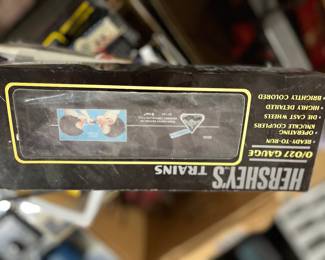 HERSHEY'S TRAINS
O/O27 GAUGE
• READY-TO-RUN
• OPERATING
KNUCKLE COUPLERS
• DIE CAST WHEELS
• HIGHLY DETAILED
• BRIGHTLY COLORED